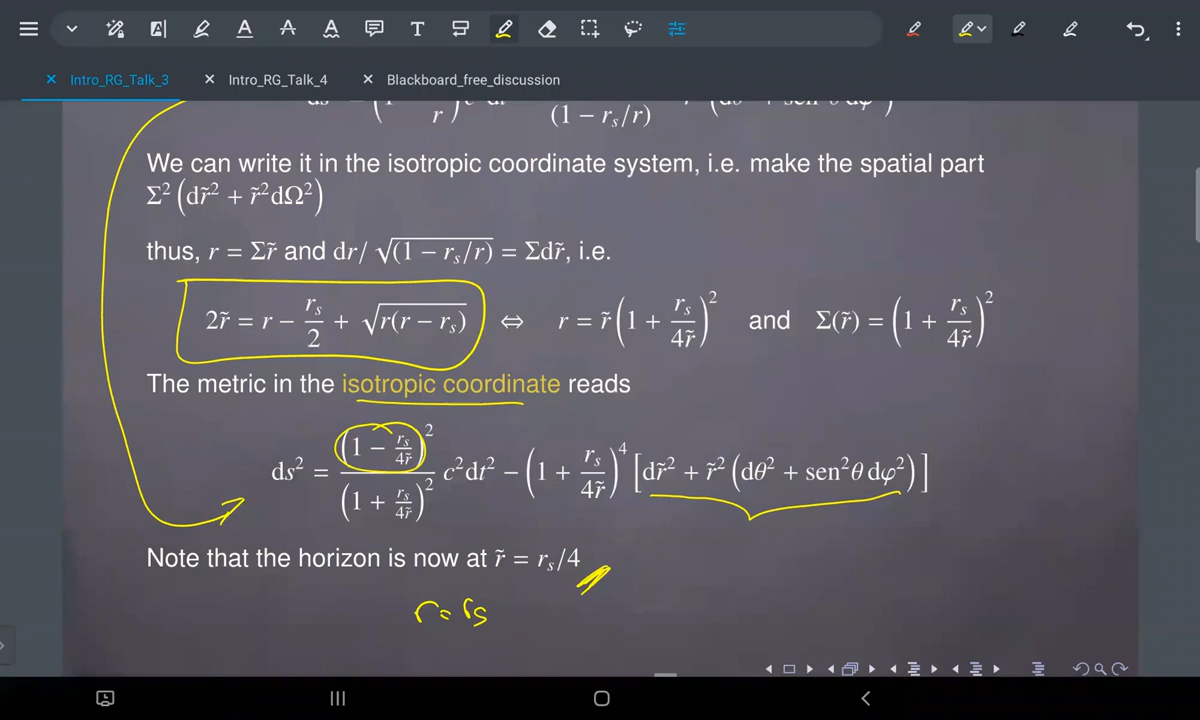 Intro_RG_Talk_3 Intro_RG_Talk_4 Blackboard_free_discussion
(1 − r_s/r)
We can write it in the isotropic coordinate system, i.e. make the spatial part
Σ² (dr̃² + r̃²dΩ²)
thus, r = Σr̃ and dr/ √(1 − r_s/r) = Σdr̃, i.e.
2r̃ = r − r_s/2 + √r(r − r_s) ⇔ r = r̃(1 + r_s/4r̃)² and Σ(r̃) = (1 + r_s/4r̃)²
The metric in the isotropic coordinate reads
ds² = (1 − r_s/4r̃)²/(1 + r_s/4r̃)² c²dt² − (1 + r_s/4r̃)⁴ [dr̃² + r̃² (dθ² + sen²θ dφ²)]
Note that the horizon is now at r̃ = r_s/4
r = r_s